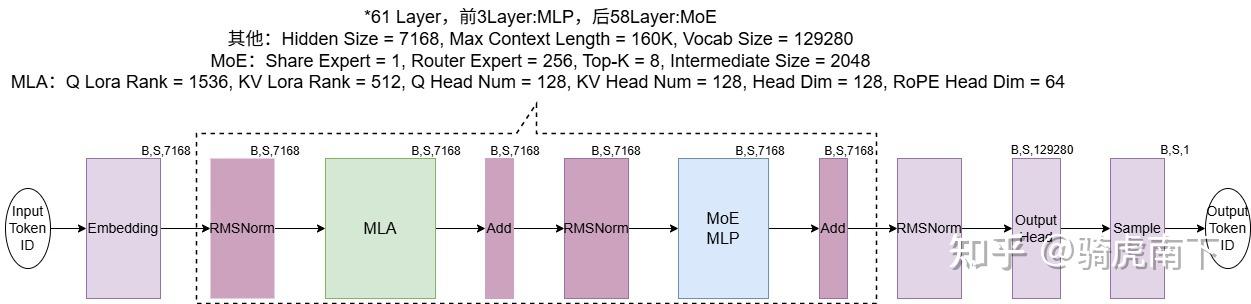 *61 Layer，前3Layer:MLP，后58Layer:MoE
其他：Hidden Size = 7168, Max Context Length = 160K, Vocab Size = 129280
MoE：Share Expert = 1, Router Expert = 256, Top-K = 8, Intermediate Size = 2048
MLA：Q Lora Rank = 1536, KV Lora Rank = 512, Q Head Num = 128, KV Head Num = 128, Head Dim = 128, RoPE Head Dim = 64
B,S,7168
B,S,7168
B,S,7168
B,S,7168
B,S,7168
B,S,7168
B,S,7168
B,S,129280
B,S,1
Input
Token
ID
Embedding
RMSNorm
MLA
Add
RMSNorm
MoE
MLP
Add
RMSNorm
Output
Head
Sample
Output
Token
ID
知乎 @骑虎南下